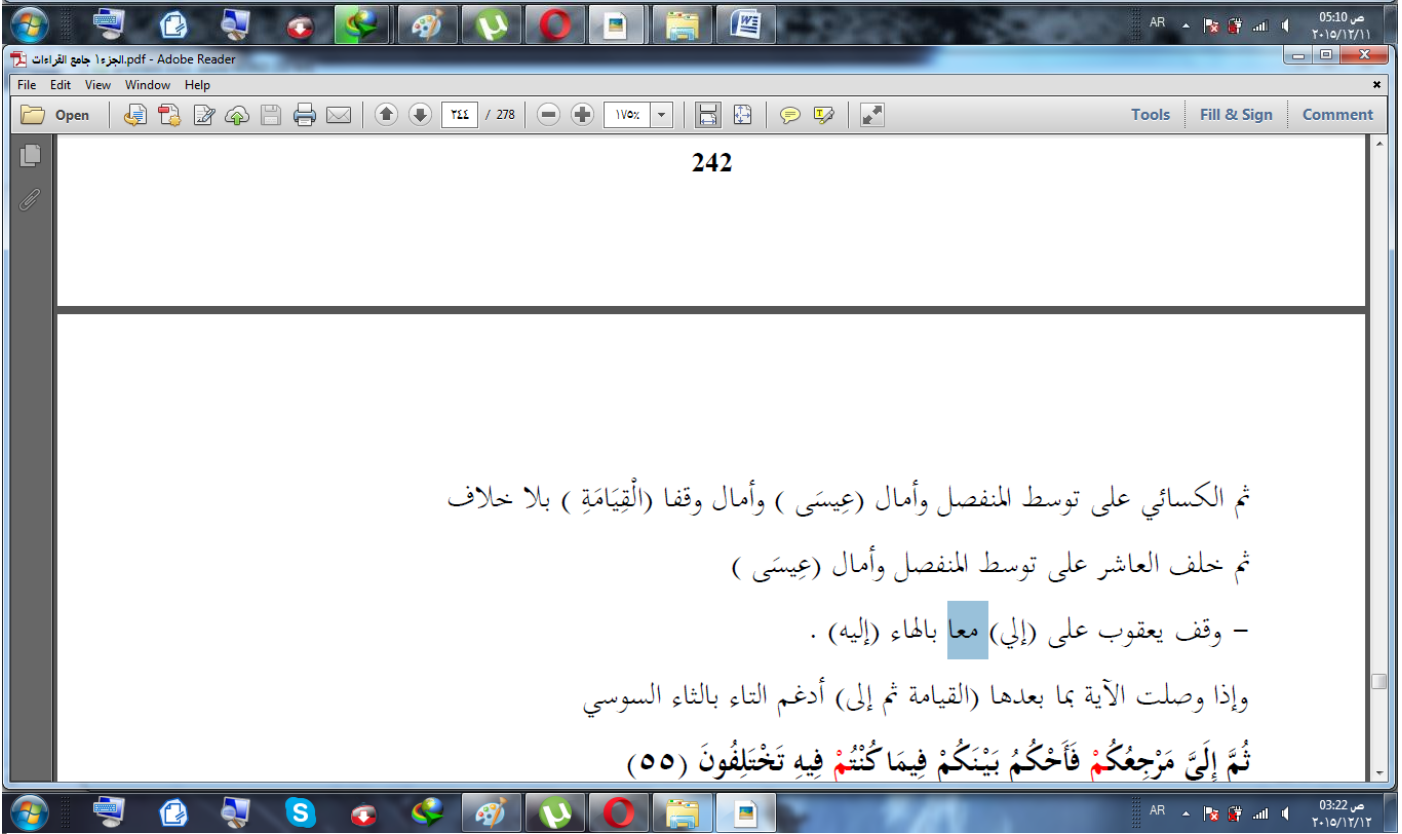 AR
05:10 ص
٢٠١٥/١٢/١١
الجزء١ جامع القراءات.pdf - Adobe Reader
File Edit View Window Help
Open ٢٤٤ / 278 ١٧٥% Tools Fill & Sign Comment
242
ثم الكسائي على توسط المنفصل وأمال (عِيسَى ) وأمال وقفا (الْقِيَامَةِ ) بلا خلاف
ثم خلف العاشر على توسط المنفصل وأمال (عِيسَى )
– وقف يعقوب على (إلي) معا بالهاء (إليه) .
وإذا وصلت الآية بما بعدها (القيامة ثم إلى) أدغم التاء بالثاء السوسي
ثُمَّ إِلَيَّ مَرْجِعُكُمْ فَأَحْكُمُ بَيْنَكُمْ فِيمَا كُنْتُمْ فِيهِ تَخْتَلِفُونَ (٥٥)
AR
03:22 ص
٢٠١٥/١٢/١٢